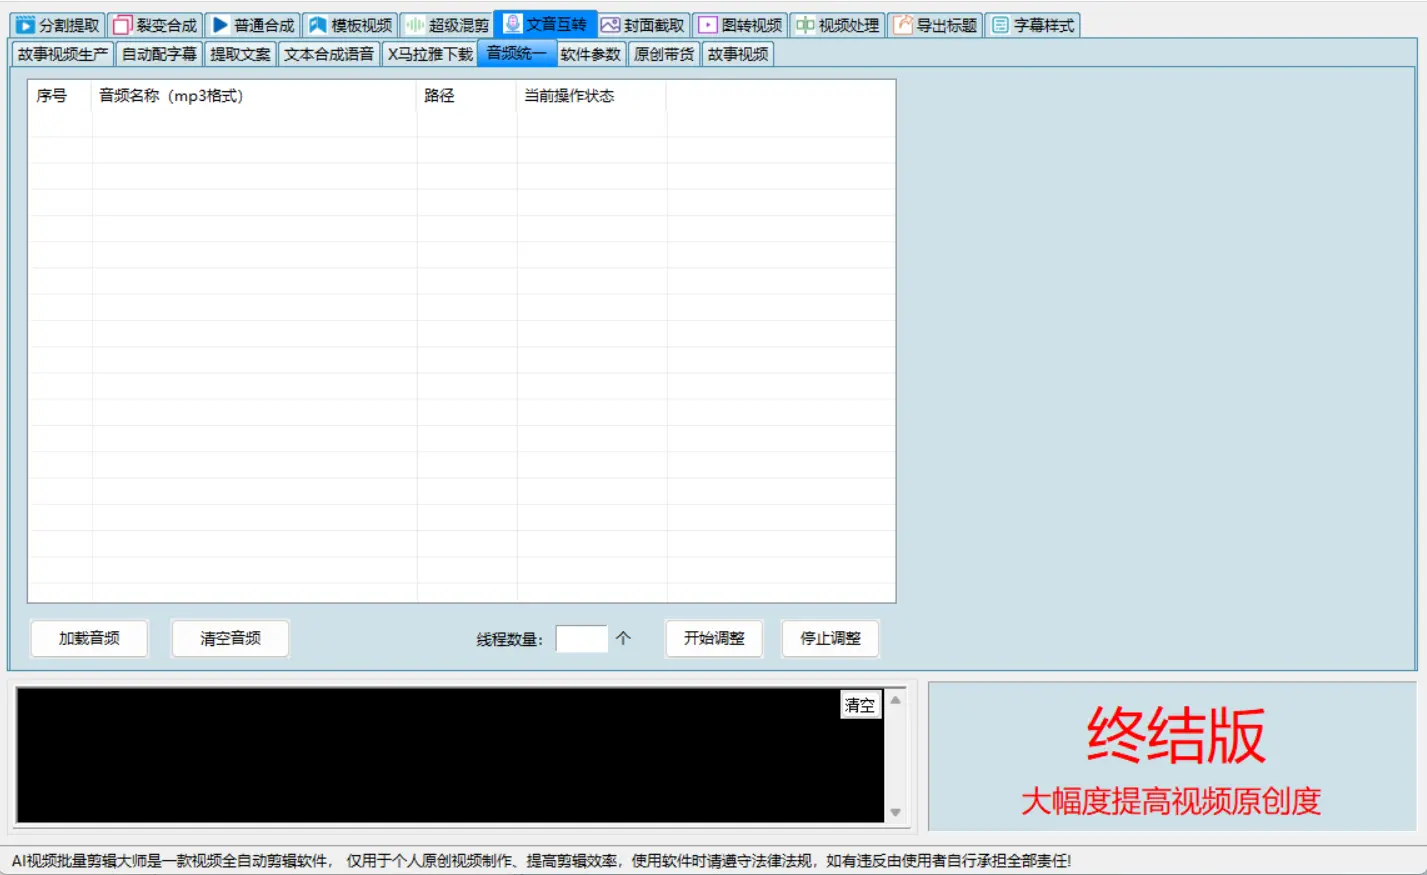 分割提取 裂变合成 普通合成 模板视频 超级混剪 文音互转 封面截取 图转视频 视频处理 导出标题 字幕样式
故事视频生产 自动配字幕 提取文案 文本合成语音 X马拉雅下载 音频统一 软件参数 原创带货 故事视频
序号 音频名称（mp3格式） 路径 当前操作状态
加载音频 清空音频 线程数量： 个 开始调整 停止调整
清空
终结版
大幅度提高视频原创度
AI视频批量剪辑大师是一款视频全自动剪辑软件， 仅用于个人原创视频制作、提高剪辑效率，使用软件时请遵守法律法规，如有违反由使用者自行承担全部责任!